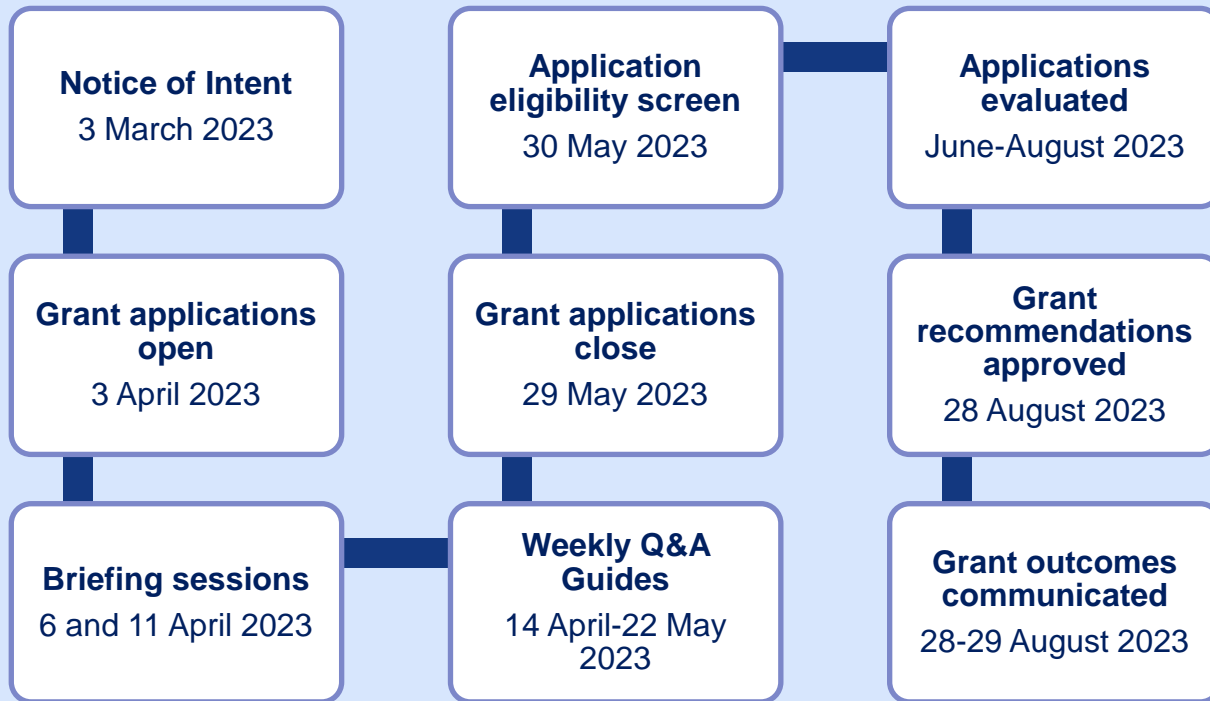 Notice of Intent
3 March 2023
Grant applications
open
3 April 2023
Briefing sessions
6 and 11 April 2023
Weekly Q&A
Guides
14 April-22 May
2023
Grant applications
close
29 May 2023
Application
eligibility screen
30 May 2023
Applications
evaluated
June-August 2023
Grant
recommendations
approved
28 August 2023
Grant outcomes
communicated
28-29 August 2023